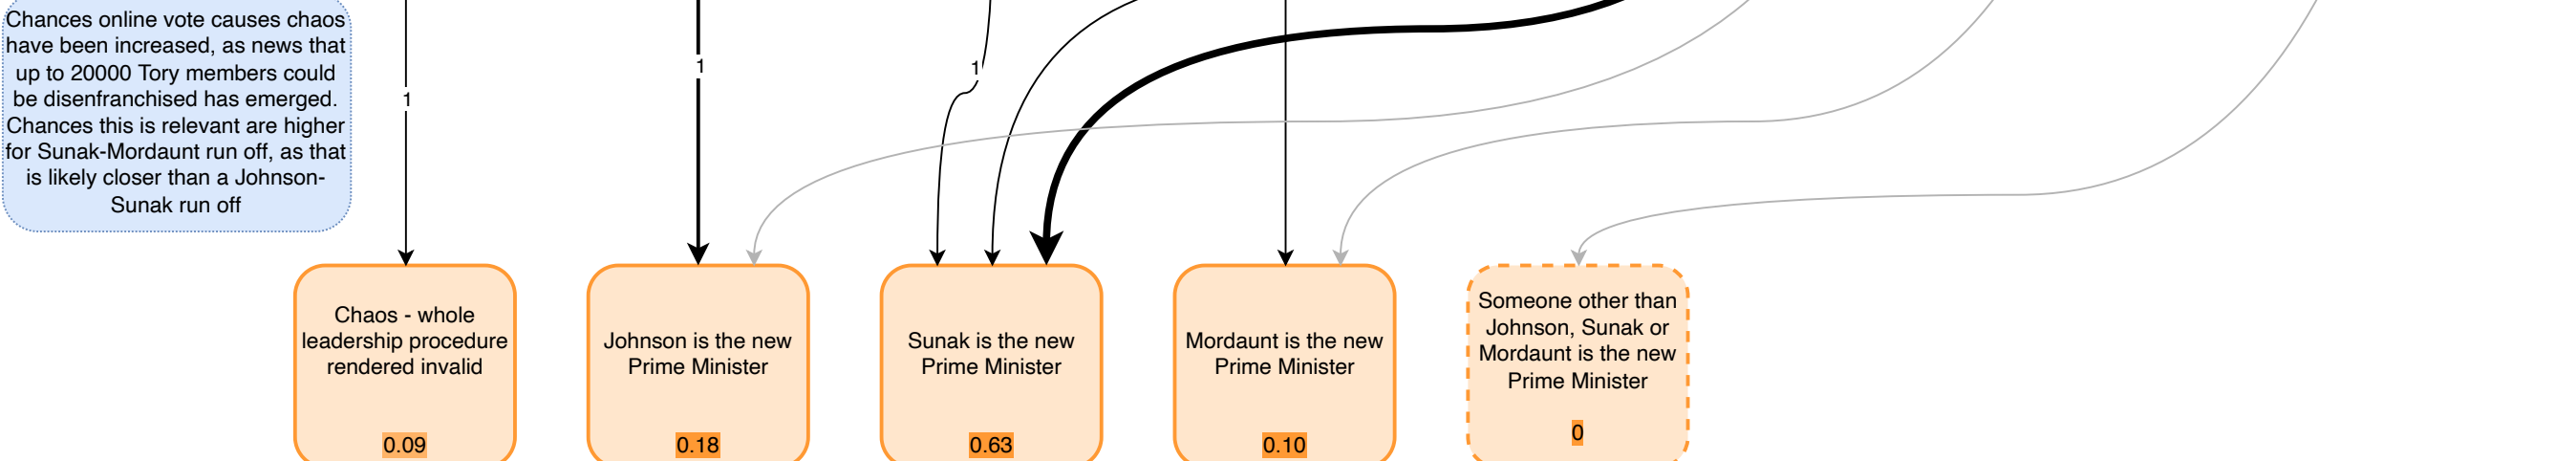 Chances online vote causes chaos
have been increased, as news that
up to 20000 Tory members could
be disenfranchised has emerged.
Chances this is relevant are higher
for Sunak-Mordaunt run off, as that
is likely closer than a Johnson-
Sunak run off
1
1
1
Chaos - whole
leadership procedure
rendered invalid
0.09
Johnson is the new
Prime Minister
0.18
Sunak is the new
Prime Minister
0.63
Mordaunt is the new
Prime Minister
0.10
Someone other than
Johnson, Sunak or
Mordaunt is the new
Prime Minister
0